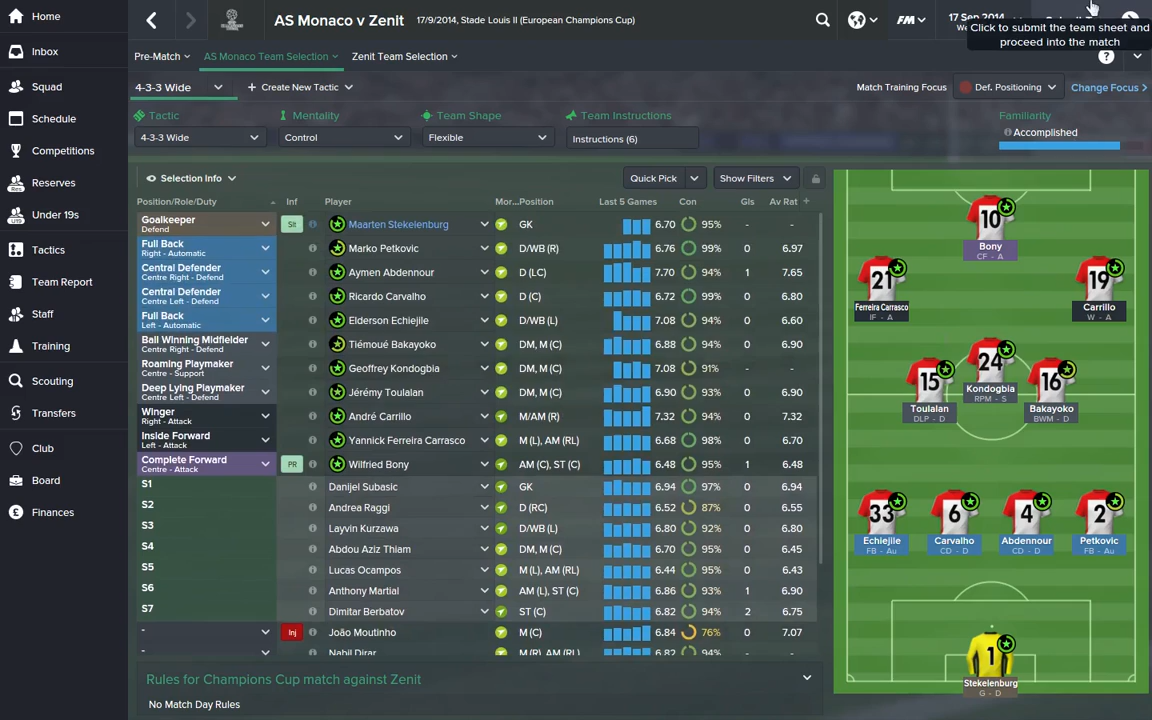 Home
AS Monaco v Zenit
17/9/2014, Stade Louis II (European Champions Cup)
FM
17 Sep 2014
Click to submit the team sheet and
proceed into the match
Inbox
Pre-Match
AS Monaco Team Selection
Zenit Team Selection
?
Squad
4-3-3 Wide
Create New Tactic
Match Training Focus
Def. Positioning
Change Focus >
Schedule
Tactic
Mentality
Team Shape
Team Instructions
Familiarity
4-3-3 Wide
Control
Flexible
Instructions (6)
Accomplished
Competitions
Reserves
Under 19s
Tactics
Team Report
Staff
Training
Scouting
Transfers
Club
Board
Finances
Selection Info
Quick Pick
Show Filters
Position/Role/Duty Inf Player Mor... Position Last 5 Games Con Gls Av Rat +
Goalkeeper
Defend
Slt Maarten Stekelenburg GK 6.70 95% - -
Full Back
Right - Automatic
Marko Petkovic D/WB (R) 6.76 99% 0 6.97
Central Defender
Centre Right - Defend
Aymen Abdennour D (LC) 7.70 94% 1 7.65
Central Defender
Centre Left - Defend
Ricardo Carvalho D (C) 6.72 99% 0 6.80
Full Back
Left - Automatic
Elderson Echiejile D/WB (L) 7.08 94% 0 6.60
Ball Winning Midfielder
Centre Right - Defend
Tiémoué Bakayoko DM, M (C) 6.88 94% 0 6.90
Roaming Playmaker
Centre - Support
Geoffrey Kondogbia DM, M (C) 7.08 91% - -
Deep Lying Playmaker
Centre Left - Defend
Jérémy Toulalan DM, M (C) 6.90 93% 0 6.90
Winger
Right - Attack
André Carrillo M/AM (R) 7.32 94% 0 7.32
Inside Forward
Left - Attack
Yannick Ferreira Carrasco M (L), AM (RL) 6.68 98% 0 6.70
Complete Forward
Centre - Attack
PR Wilfried Bony AM (C), ST (C) 6.48 95% 1 6.48
S1 Danijel Subasic GK 6.94 97% 0 6.94
S2 Andrea Raggi D (RC) 6.52 87% 0 6.55
S3 Layvin Kurzawa D/WB (L) 6.80 92% 0 6.80
S4 Abdou Aziz Thiam DM, M (C) 6.70 95% 0 6.45
S5 Lucas Ocampos M (L), AM (RL) 6.44 95% 0 6.43
S6 Anthony Martial AM (L), ST (C) 6.86 93% 1 6.90
S7 Dimitar Berbatov ST (C) 6.82 94% 2 6.75
- Inj João Moutinho M (C) 6.84 76% 0 7.07
- Nabil Dirar M (R), AM (RL) 6.82 94%
Rules for Champions Cup match against Zenit
No Match Day Rules
10
Bony
CF - A
21
Ferreira Carrasco
IF - A
19
Carrillo
W - A
24
Kondogbia
RPM - S
15
Toulalan
DLP - D
16
Bakayoko
BWM - D
33
Echiejile
FB - Au
6
Carvalho
CD - D
4
Abdennour
CD - D
2
Petkovic
FB - Au
1
Stekelenburg
G - D